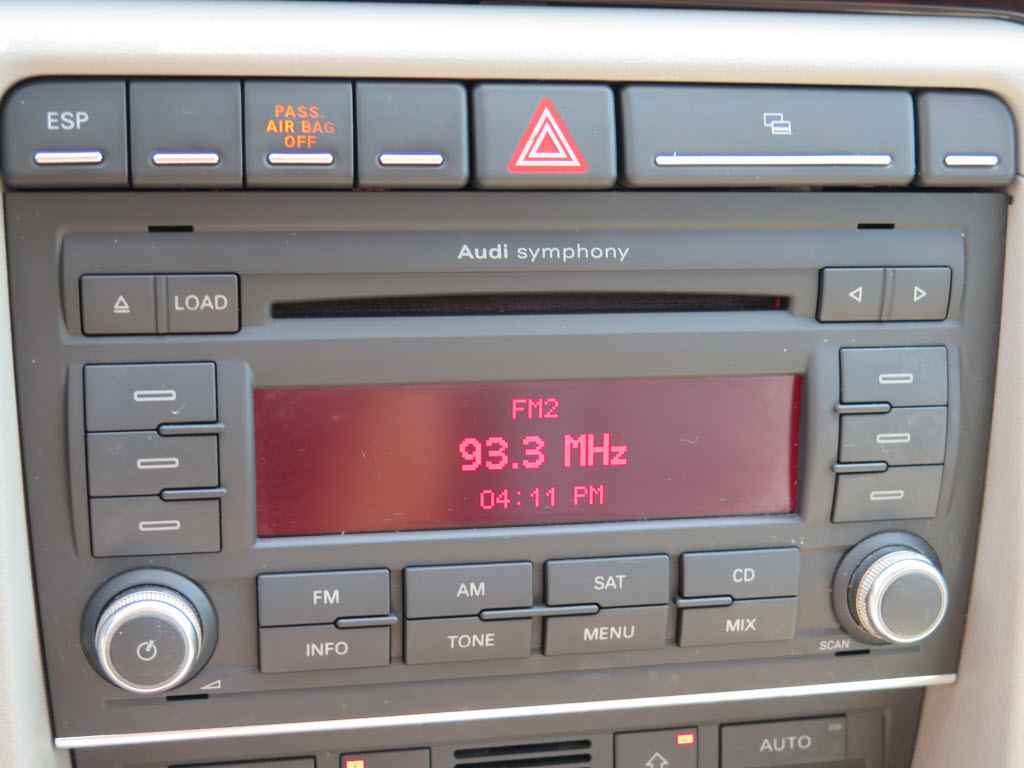 ESP
PASS.
AIR BAG
OFF
Audi symphony
LOAD
FM2
93.3 MHz
04:11 PM
FM
AM
SAT
CD
INFO
TONE
MENU
MIX
SCAN
AUTO